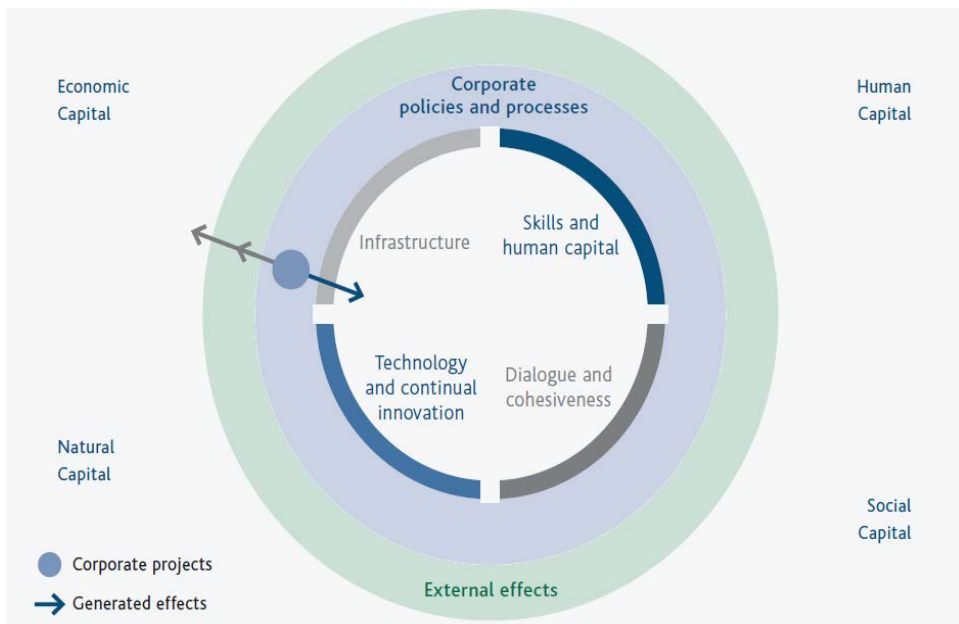 Economic
Capital
Human
Capital
Corporate
policies and processes
Infrastructure
Skills and
human capital
Technology
and continual
innovation
Dialogue and
cohesiveness
Natural
Capital
Social
Capital
Corporate projects
Generated effects
External effects